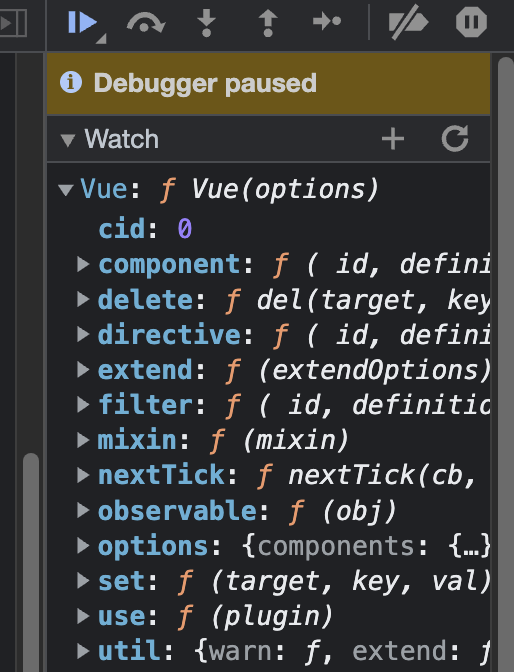 Debugger paused
Watch
Vue: ƒ Vue(options)
cid: 0
component: ƒ ( id, defini
delete: ƒ del(target, key
directive: ƒ ( id, defini
extend: ƒ (extendOptions)
filter: ƒ ( id, definitio
mixin: ƒ (mixin)
nextTick: ƒ nextTick(cb,
observable: ƒ (obj)
options: {components: {…}
set: ƒ (target, key, val)
use: ƒ (plugin)
util: {warn: ƒ, extend: ƒ